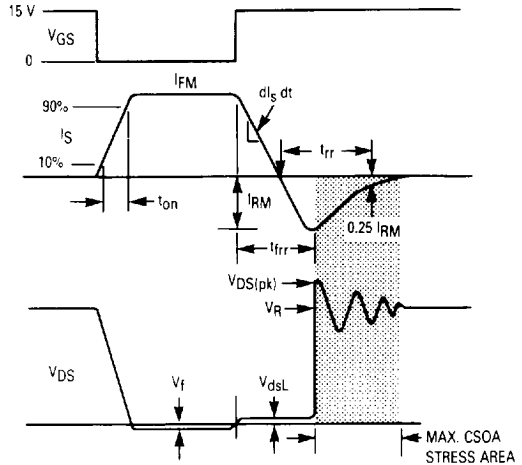 15 V
VGS
0
IFM
dIS dt
90%
IS
trr
10%
IRM
ton
0.25 IRM
tfrr
VDS(pk)
VR
VDS
Vf
VdsL
MAX. CSOA
STRESS AREA